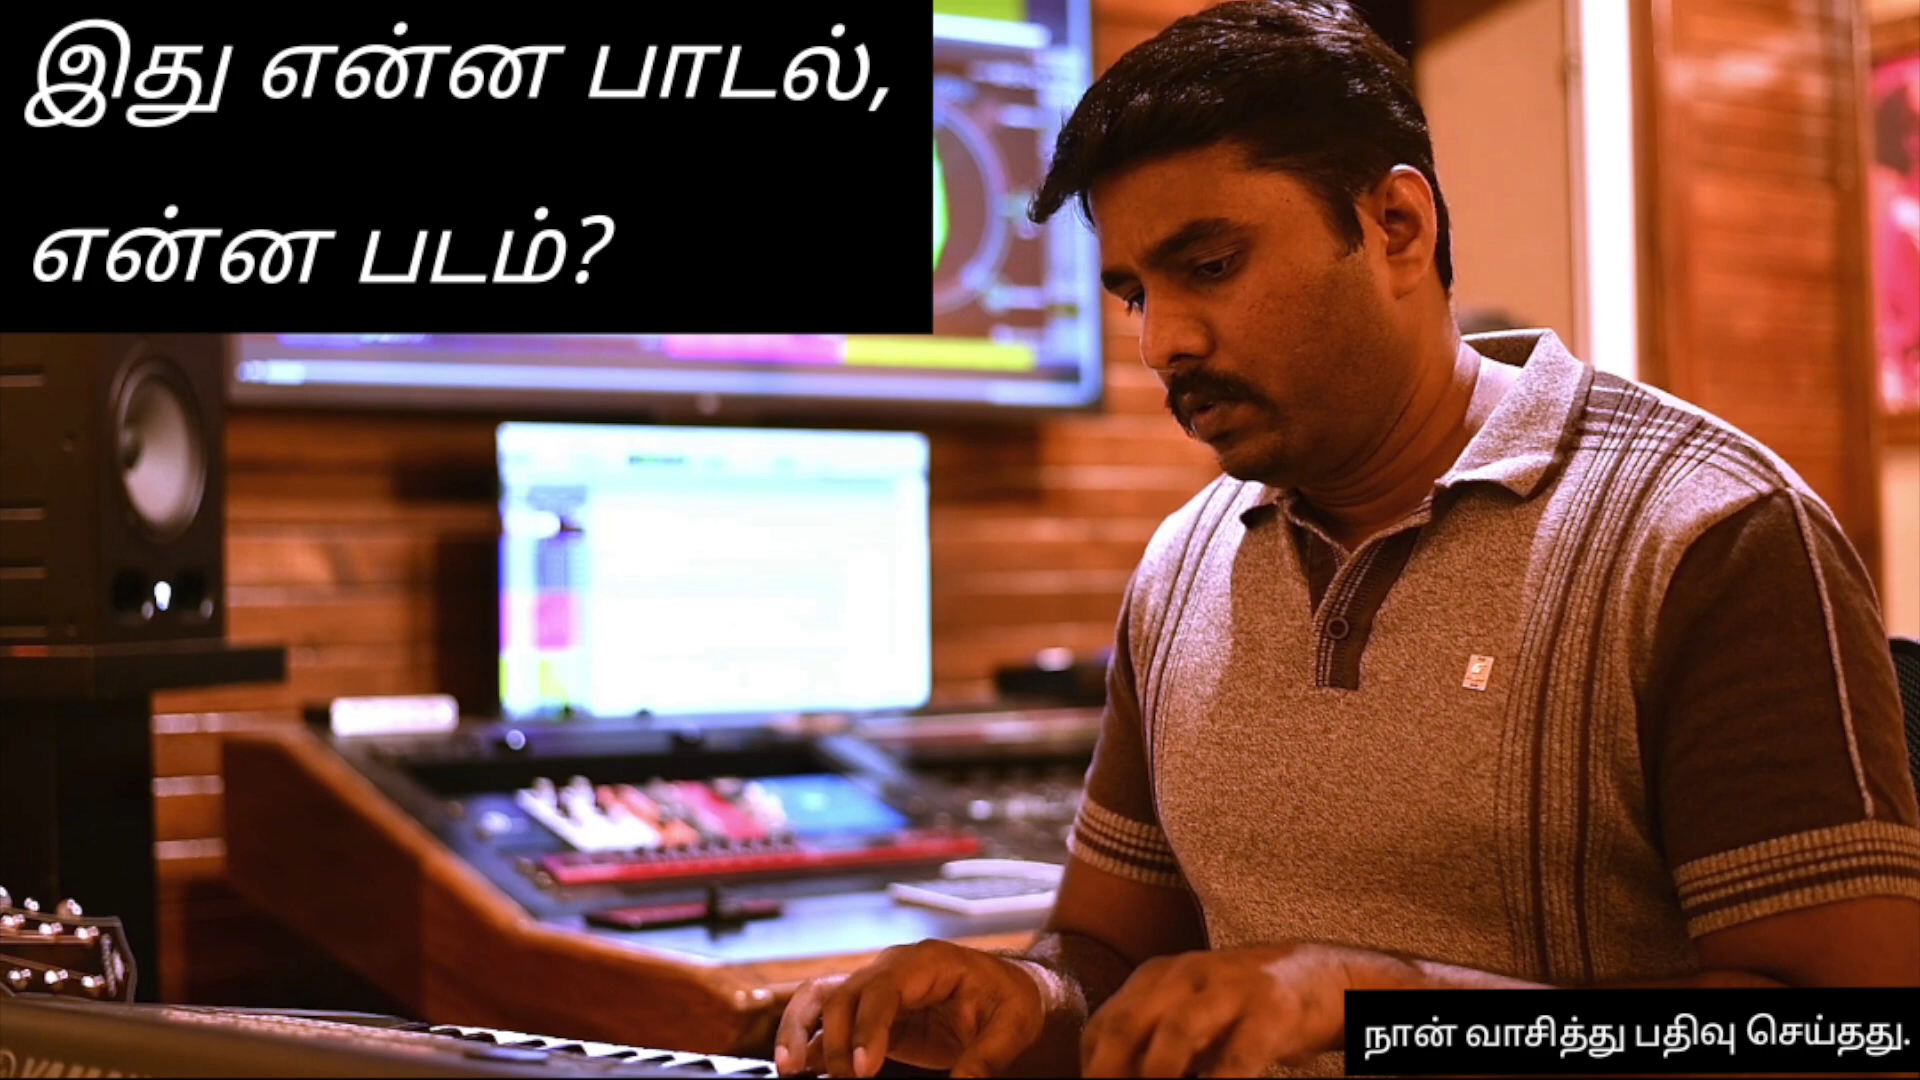 இது என்ன பாடல்,
என்ன படம்?
நான் வாசித்து பதிவு செய்தது.